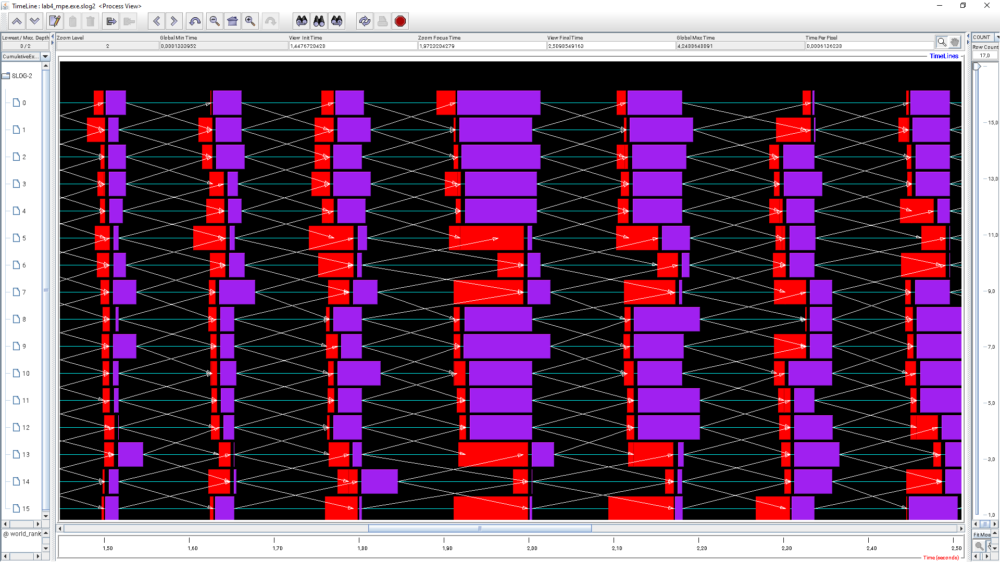 TimeLine : lab4_mpe.exe.slog2  <Process View>
Lowest / Max. Depth
0 / 2
Zoom Level
2
Global Min Time
0,0001333952
View Init Time
1,4476720428
Zoom Focus Time
1,9723204279
View Final Time
2,5098549163
Global Max Time
4,2488648891
Time Per Pixel
0,0006136238
COUNT
Row Count
17,0
CumulativeEx...
TimeLines
SLOG-2
0
1
2
3
4
5
6
7
8
9
10
11
12
13
14
15
15,0
13,0
11,0
9,0
7,0
5,0
3,0
1,0
@ world_rank
Fit Mos
1,50
1,60
1,70
1,80
1,90
2,00
2,10
2,20
2,30
2,40
2,50
Time (seconds)